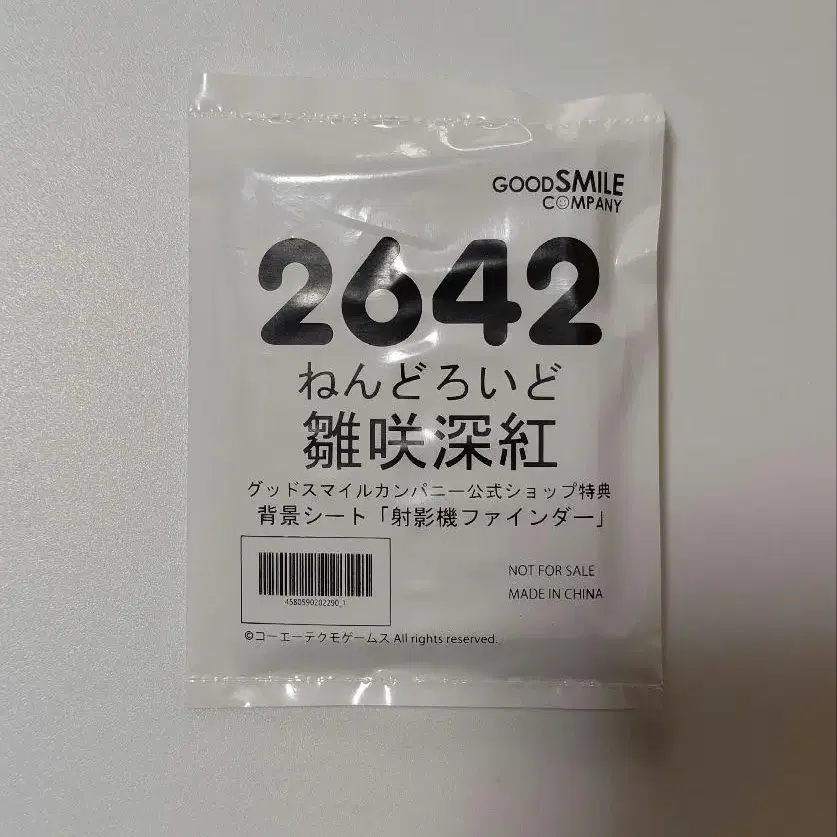 GOODSMILE
COMPANY
2642
ねんどろいど
雛咲深紅
グッドスマイルカンパニー公式ショップ特典
背景シート「射影機ファインダー」
4580590202290_1
NOT FOR SALE
MADE IN CHINA
©コーエーテクモゲームス All rights reserved.